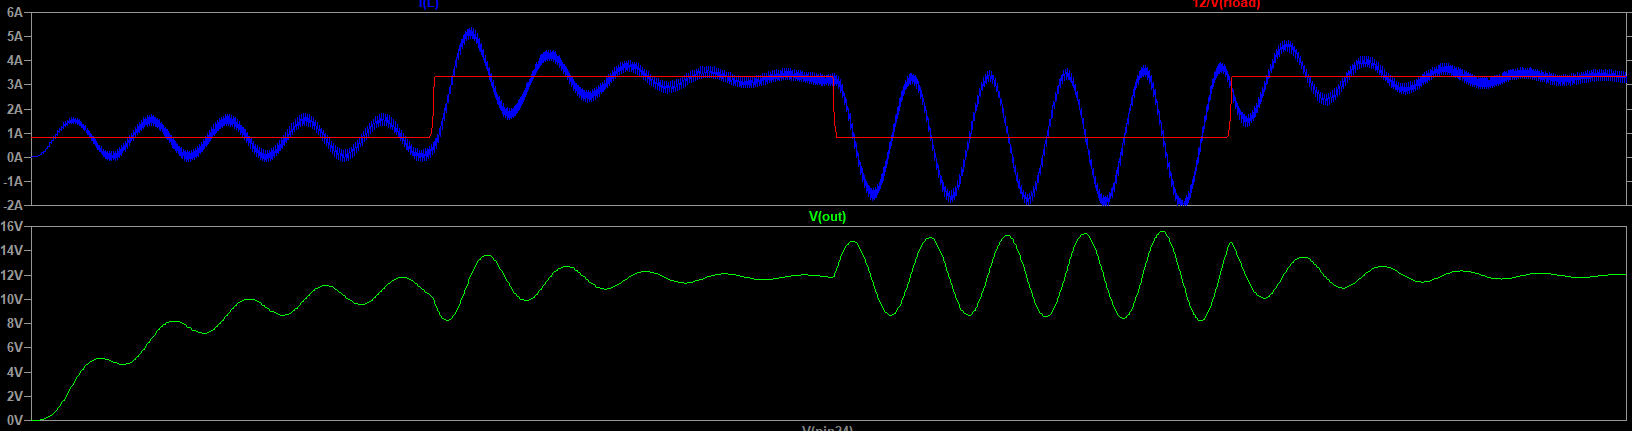 I(L) 12/V(rload)
6A
5A
4A
3A
2A
1A
0A
-1A
-2A
V(out)
16V
14V
12V
10V
8V
6V
4V
2V
0V
V(pin24)